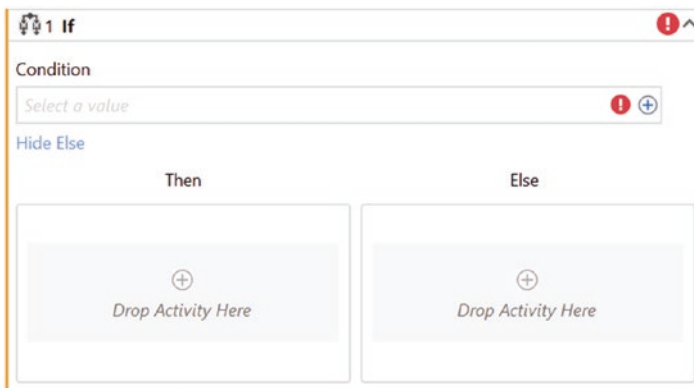 1 If
Condition
Select a value
Hide Else
Then Else
Drop Activity Here Drop Activity Here